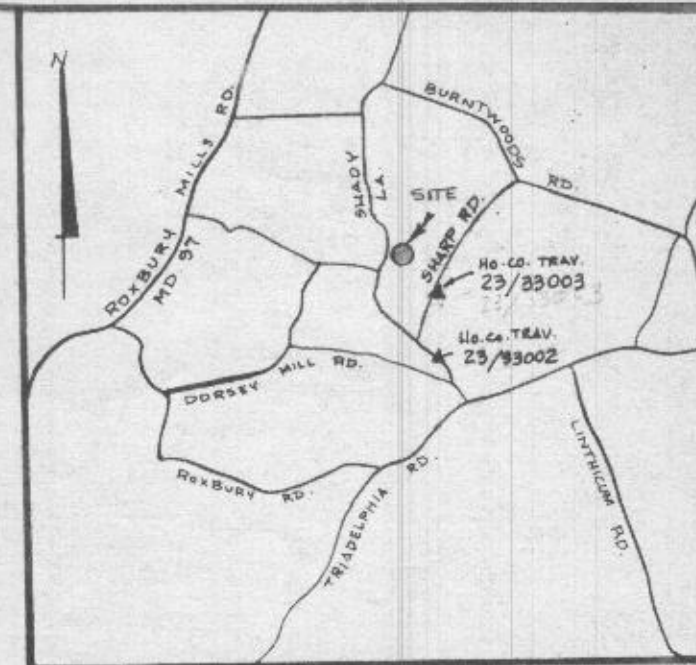 N
ROXBURY MILLS RD.
MD 97
SHADY LA.
BURNTWOODS RD.
SITE
SHARP RD.
HO. CO. TRAV.
23/33003
HO. CO. TRAV.
23/33002
DORSEY MILL RD.
ROXBURY RD.
TRIADELPHIA RD.
LINTHICUM RD.